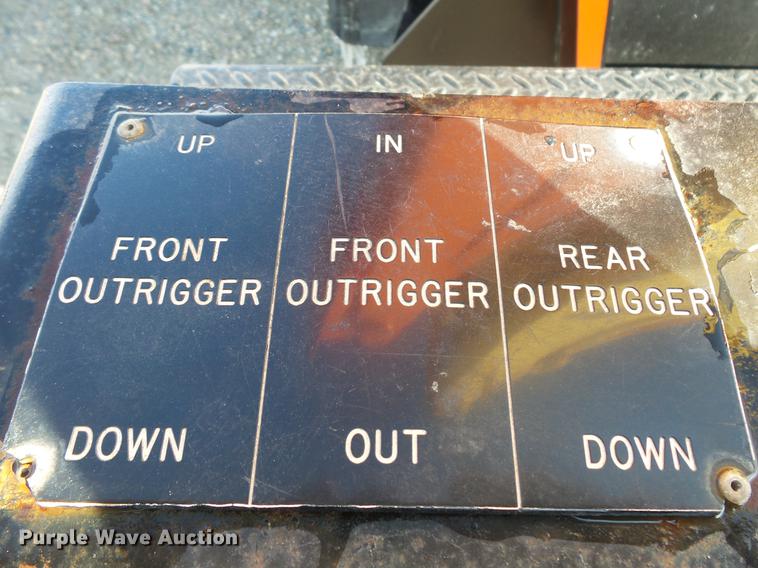 UP
FRONT
OUTRIGGER
DOWN
IN
FRONT
OUTRIGGER
OUT
UP
REAR
OUTRIGGER
DOWN
Purple Wave Auction